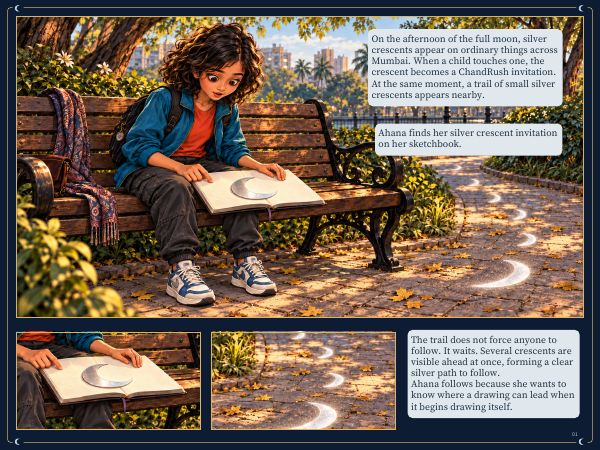 On the afternoon of the full moon, silver
crescents appear on ordinary things across
Mumbai. When a child touches one, the
crescent becomes a ChandRush invitation.
At the same moment, a trail of small silver
crescents appears nearby.
Ahana finds her silver crescent invitation
on her sketchbook.
The trail does not force anyone to
follow. It waits. Several crescents are
visible ahead at once, forming a clear
silver path to follow.
Ahana follows because she wants to
know where a drawing can lead when
it begins drawing itself.
01